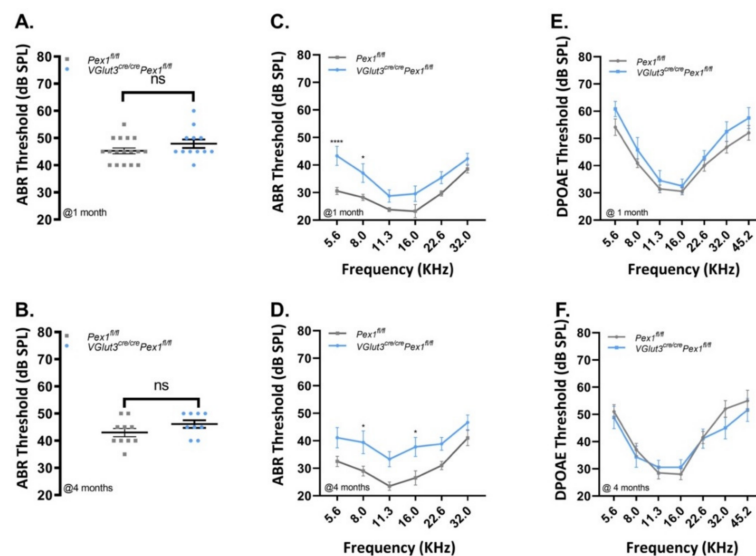 A.
Pex1fl/fl
VGlut3cre/crePex1fl/fl
ns
ABR Threshold (dB SPL)
80
70
60
50
40
30
20
@1 month
C.
Pex1fl/fl
VGlut3cre/crePex1fl/fl
ABR Threshold (dB SPL)
80
70
60
50
40
30
20
****
*
@1 month
5.6
8.0
11.3
16.0
22.6
32.0
Frequency (KHz)
E.
Pex1fl/fl
VGlut3cre/crePex1fl/fl
DPOAE Threshold (dB SPL)
80
70
60
50
40
30
20
@ 1 month
5.6
8.0
11.3
16.0
22.6
32.0
45.2
Frequency (KHz)
B.
Pex1fl/fl
VGlut3cre/crePex1fl/fl
ns
ABR Threshold (dB SPL)
80
70
60
50
40
30
20
@4 months
D.
Pex1fl/fl
VGlut3cre/crePex1fl/fl
ABR Threshold (dB SPL)
80
70
60
50
40
30
20
*
*
@4 months
5.6
8.0
11.3
16.0
22.6
32.0
Frequency (KHz)
F.
Pex1fl/fl
VGlut3cre/crePex1fl/fl
DPOAE Threshold (dB SPL)
80
70
60
50
40
30
20
@ 4 months
5.6
8.0
11.3
16.0
22.6
32.0
45.2
Frequency (KHz)